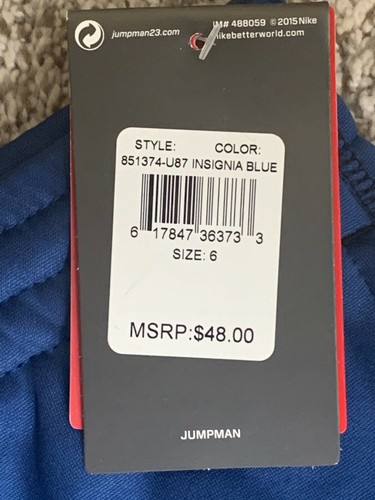 jumpman23.com
IM# 488059 ©2015 Nike
nikebetterworld.com
STYLE: COLOR:
851374-U87 INSIGNIA BLUE
6 17847 36373 3
SIZE: 6
MSRP:$48.00
JUMPMAN